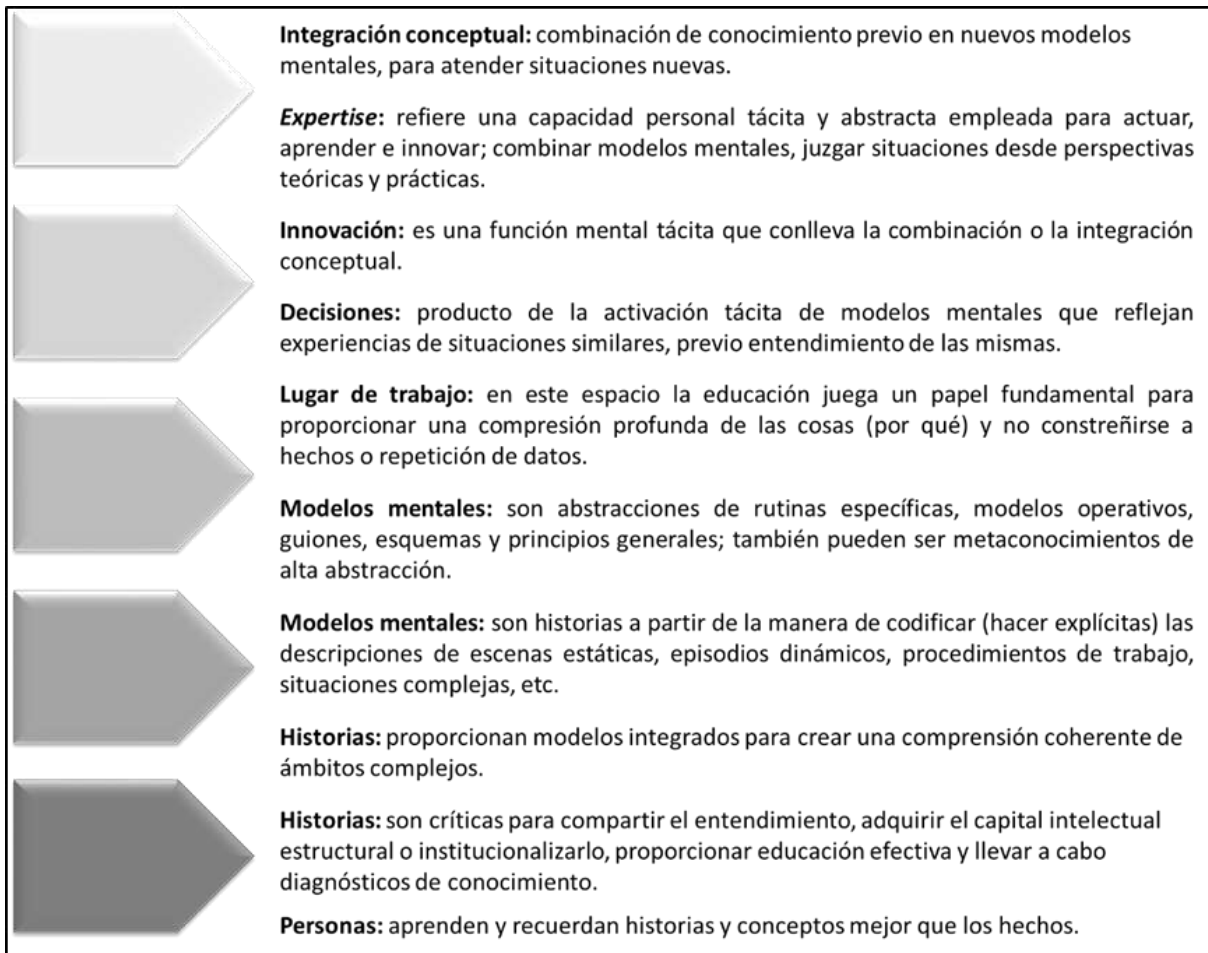 Integración conceptual: combinación de conocimiento previo en nuevos modelos
mentales, para atender situaciones nuevas.
Expertise: refiere una capacidad personal tácita y abstracta empleada para actuar,
aprender e innovar; combinar modelos mentales, juzgar situaciones desde perspectivas
teóricas y prácticas.
Innovación: es una función mental tácita que conlleva la combinación o la integración
conceptual.
Decisiones: producto de la activación tácita de modelos mentales que reflejan
experiencias de situaciones similares, previo entendimiento de las mismas.
Lugar de trabajo: en este espacio la educación juega un papel fundamental para
proporcionar una compresión profunda de las cosas (por qué) y no constreñirse a
hechos o repetición de datos.
Modelos mentales: son abstracciones de rutinas específicas, modelos operativos,
guiones, esquemas y principios generales; también pueden ser metaconocimientos de
alta abstracción.
Modelos mentales: son historias a partir de la manera de codificar (hacer explícitas) las
descripciones de escenas estáticas, episodios dinámicos, procedimientos de trabajo,
situaciones complejas, etc.
Historias: proporcionan modelos integrados para crear una comprensión coherente de
ámbitos complejos.
Historias: son críticas para compartir el entendimiento, adquirir el capital intelectual
estructural o institucionalizarlo, proporcionar educación efectiva y llevar a cabo
diagnósticos de conocimiento.
Personas: aprenden y recuerdan historias y conceptos mejor que los hechos.